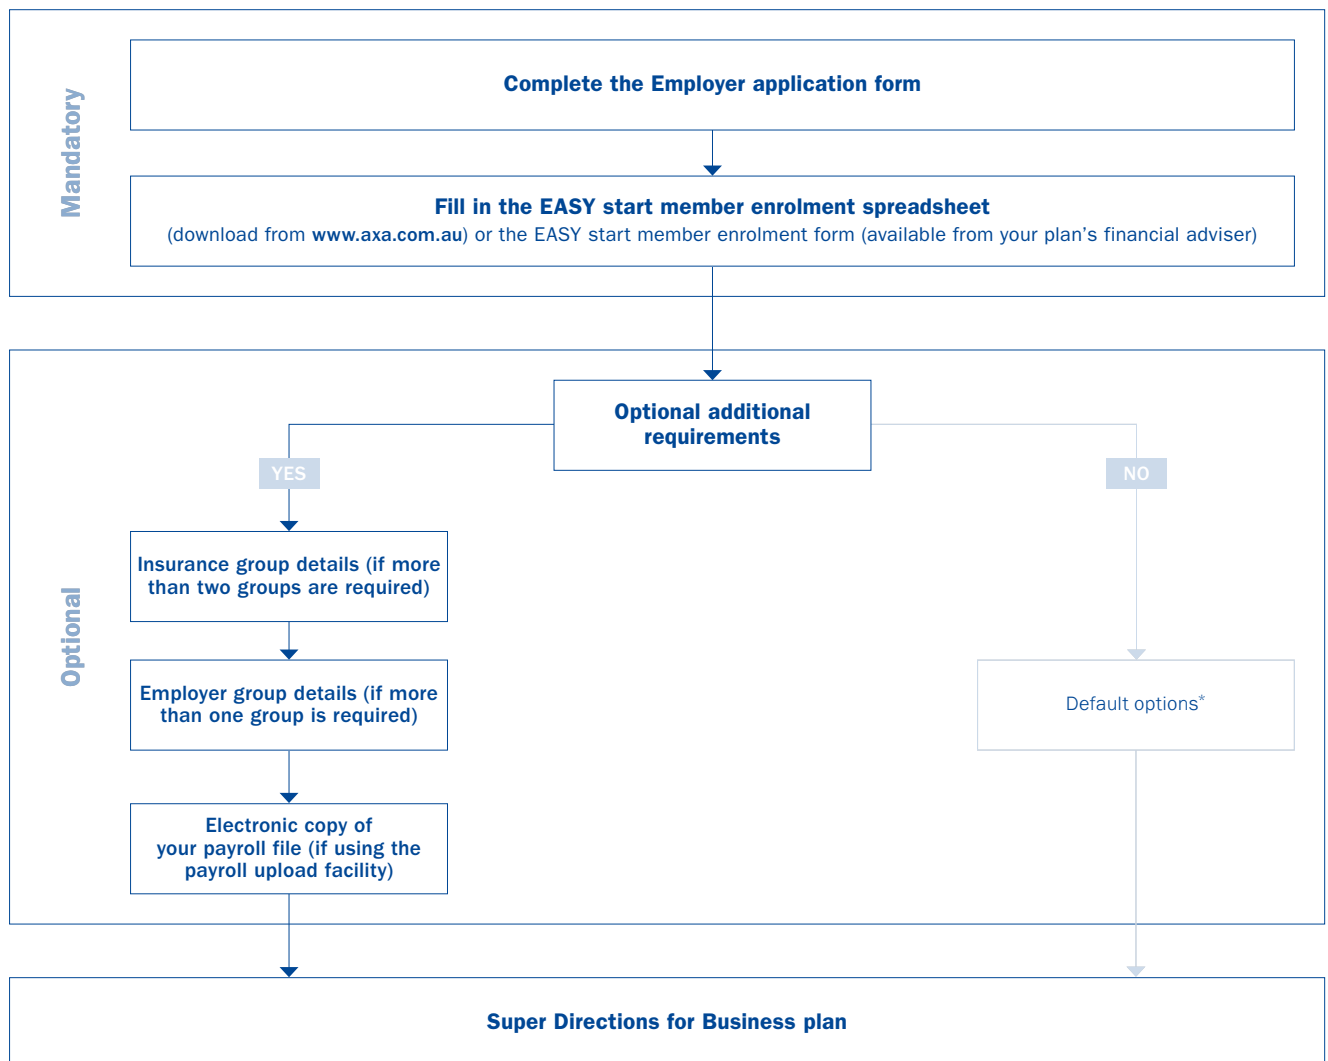 Mandatory
Complete the Employer application form
Fill in the EASY start member enrolment spreadsheet
(download from www.axa.com.au) or the EASY start member enrolment form (available from your plan’s financial adviser)
Optional
Optional additional
requirements
YES
NO
Insurance group details (if more
than two groups are required)
Employer group details (if more
than one group is required)
Default options*
Electronic copy of
your payroll file (if using the
payroll upload facility)
Super Directions for Business plan